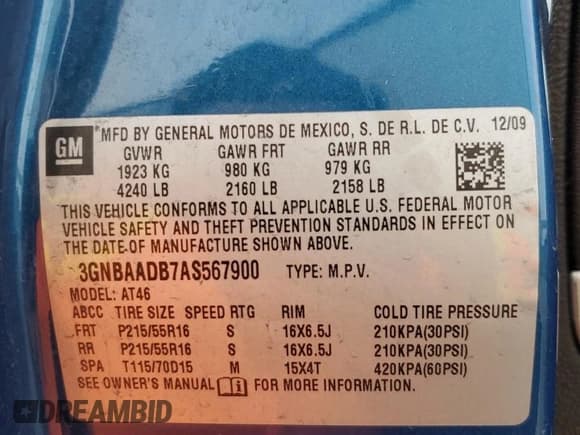 GM
MFD BY GENERAL MOTORS DE MEXICO, S. DE R.L. DE C.V. 12/09
GVWR GAWR FRT GAWR RR
1923 KG 980 KG 979 KG
4240 LB 2160 LB 2158 LB
THIS VEHICLE CONFORMS TO ALL APPLICABLE U.S. FEDERAL MOTOR
VEHICLE SAFETY AND THEFT PREVENTION STANDARDS IN EFFECT ON
THE DATE OF MANUFACTURE SHOWN ABOVE.
3GNBAADB7AS567900 TYPE: M.P.V.
MODEL: AT46
ABCC TIRE SIZE SPEED RTG RIM COLD TIRE PRESSURE
FRT P215/55R16 S 16X6.5J 210KPA(30PSI)
RR P215/55R16 S 16X6.5J 210KPA(30PSI)
SPA T115/70D15 M 15X4T 420KPA(60PSI)
SEE OWNER'S MANUAL FOR MORE INFORMATION.
DREAMBID